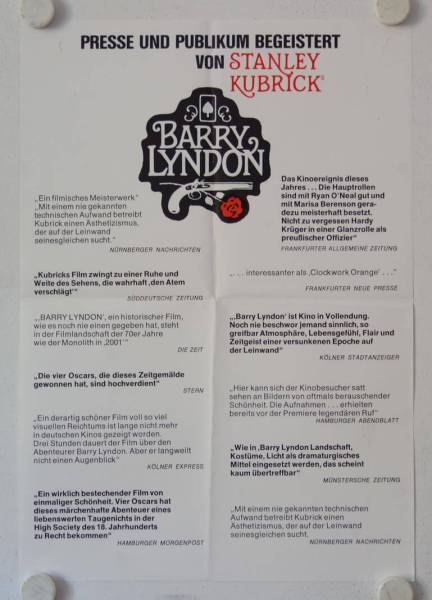 PRESSE UND PUBLIKUM BEGEISTERT
VON STANLEY
KUBRICK'S
BARRY
LYNDON
„Ein filmisches Meisterwerk"
„Mit einem nie gekannten
technischen Aufwand betreibt
Kubrick einen Ästhetizismus,
der auf der Leinwand
seinesgleichen sucht."
NÜRNBERGER NACHRICHTEN
„Kubricks Film zwingt zu einer Ruhe und
Weite des Sehens, die wahrhaft ‚den Atem
verschlägt'"
SÜDDEUTSCHE ZEITUNG
„‚BARRY LYNDON', ein historischer Film,
wie es noch nie einen gegeben hat, steht
in der Filmlandschaft der 70er Jahre
wie der Monolith in ‚2001'"
DIE ZEIT
„Die vier Oscars, die dieses Zeitgemälde
gewonnen hat, sind hochverdient"
STERN
„Ein derartig schöner Film voll so viel
visuellen Reichtums ist lange nicht mehr
in deutschen Kinos gezeigt worden.
Drei Stunden dauert der Film über den
Abenteurer Barry Lyndon. Aber er langweilt
nicht einen Augenblick"
KÖLNER EXPRESS
„Ein wirklich bestechender Film von
einmaliger Schönheit. Vier Oscars hat
dieses märchenhafte Abenteuer eines
liebenswerten Taugenichts in der
High Society des 18. Jahrhunderts
zu Recht bekommen"
HAMBURGER MORGENPOST
Das Kinoereignis dieses
Jahres . . . Die Hauptrollen
sind mit Ryan O'Neal gut und
mit Marisa Berenson gera-
dezu meisterhaft besetzt.
Nicht zu vergessen Hardy
Krüger in einer Glanzrolle als
preußischer Offizier"
FRANKFURTER ALLGEMEINE ZEITUNG
„. . . interessanter als ‚Clockwork Orange' . . ."
FRANKFURTER NEUE PRESSE
„‚Barry Lyndon' ist Kino in Vollendung.
Noch nie beschwor jemand sinnlich, so
greifbar Atmosphäre, Lebensgefühl, Flair und
Zeitgeist einer versunkenen Epoche auf
der Leinwand"
KÖLNER STADTANZEIGER
„Hier kann sich der Kinobesucher satt
sehen an Bildern von oftmals berauschender
Schönheit. Die Aufnahmen . . . erhielten
bereits vor der Premiere legendären Ruf"
HAMBURGER ABENDBLATT
„Wie in ‚Barry Lyndon Landschaft,
Kostüme, Licht als dramaturgisches
Mittel eingesetzt werden, das scheint
kaum übertreffbar"
MÜNSTERSCHE ZEITUNG
„Mit einem nie gekannten technischen
Aufwand betreibt Kubrick einen
Ästhetizismus, der auf der Leinwand
seinesgleichen sucht.
NÜRNBERGER NACHRICHTEN